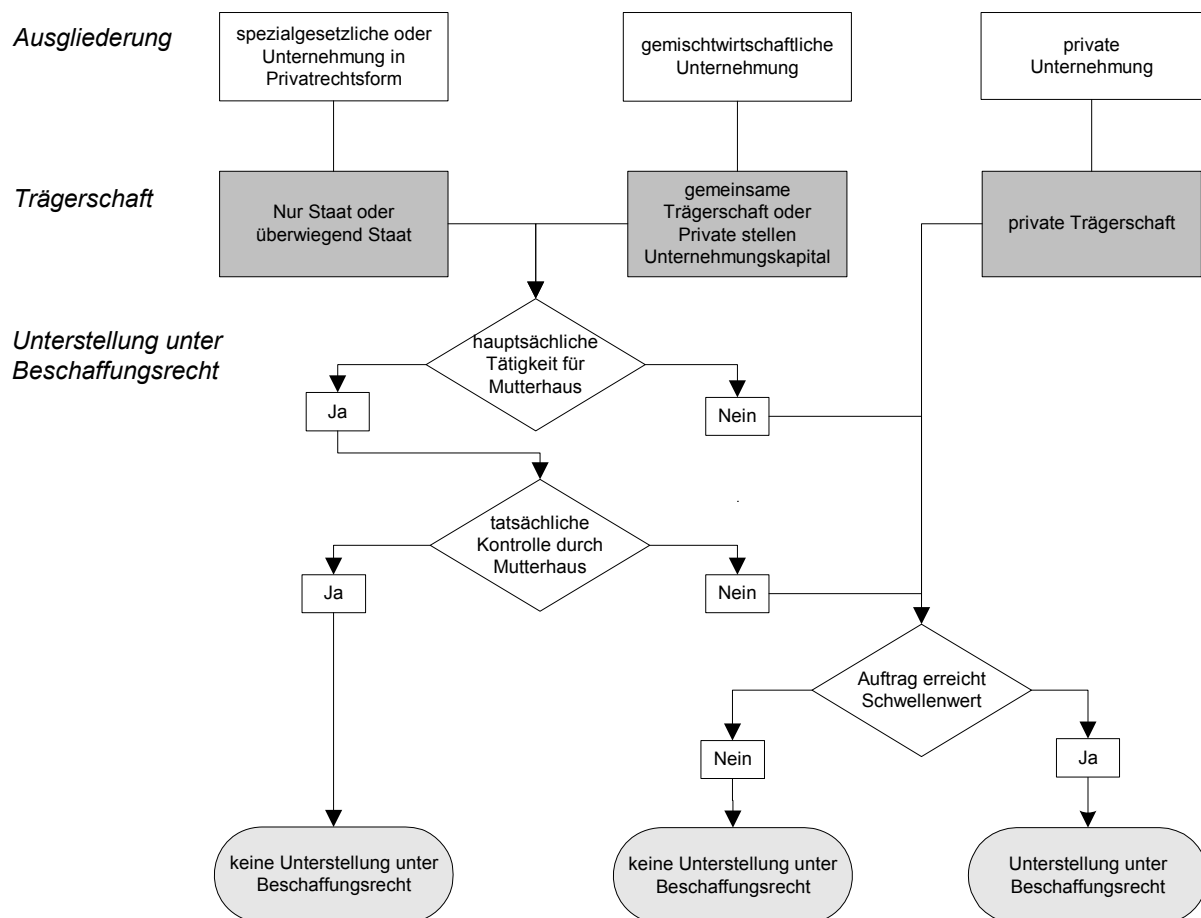 Ausgliederung
spezialgesetzliche oder
Unternehmung in
Privatrechtsform
gemischtwirtschaftliche
Unternehmung
private
Unternehmung
Trägerschaft
Nur Staat oder
überwiegend Staat
gemeinsame
Trägerschaft oder
Private stellen
Unternehmungskapital
private Trägerschaft
Unterstellung unter
Beschaffungsrecht
hauptsächliche
Tätigkeit für
Mutterhaus
Ja
Nein
tatsächliche
Kontrolle durch
Mutterhaus
Ja
Nein
Auftrag erreicht
Schwellenwert
Nein
Ja
keine Unterstellung unter
Beschaffungsrecht
keine Unterstellung unter
Beschaffungsrecht
Unterstellung unter
Beschaffungsrecht